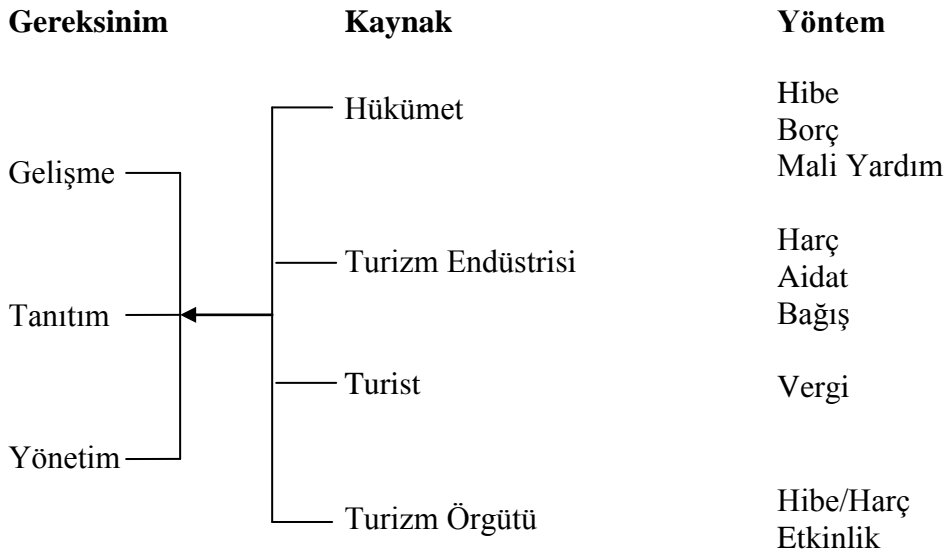 Gereksinim Kaynak Yöntem
Hükümet
Hibe
Borç
Mali Yardım
Gelişme
Turizm Endüstrisi
Harç
Aidat
Bağış
Tanıtım
Turist
Vergi
Yönetim
Turizm Örgütü
Hibe/Harç
Etkinlik